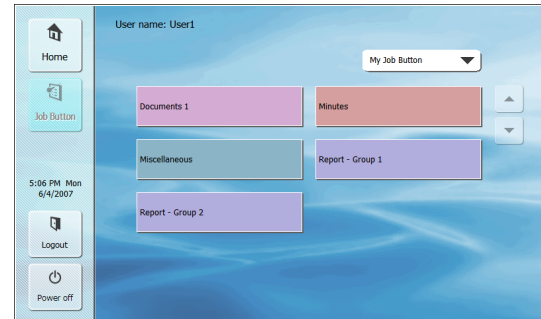 User name: User1
Home
My Job Button
Job Button
Documents 1
Minutes
Miscellaneous
Report - Group 1
5:06 PM Mon
6/4/2007
Report - Group 2
Logout
Power off